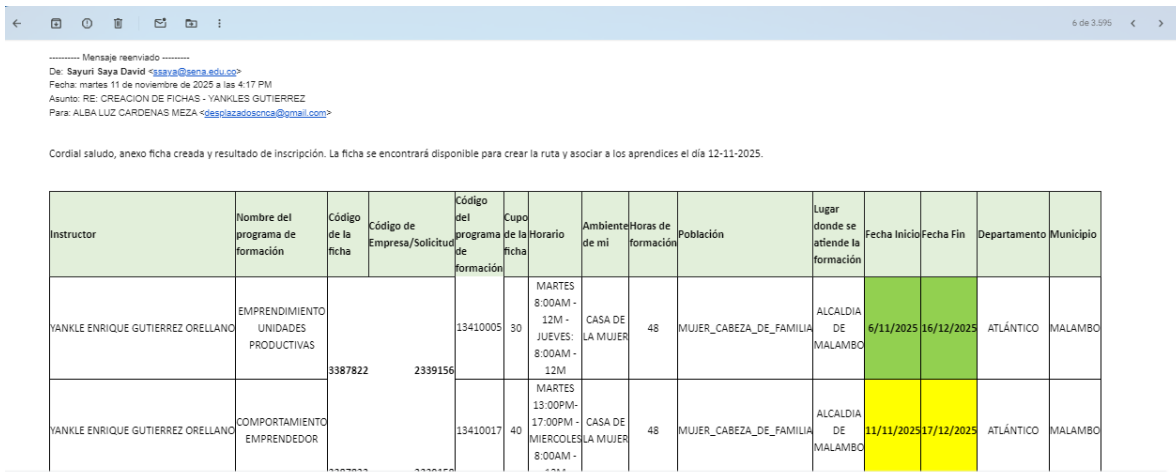 6 de 3.595
---------- Mensaje reenviado ---------
De: Sayuri Saya David <ssaya@sena.edu.co>
Fecha: martes 11 de noviembre de 2025 a las 4:17 PM
Asunto: RE: CREACION DE FICHAS - YANKLES GUTIERREZ
Para: ALBA LUZ CARDENAS MEZA <desplazadoscnca@gmail.com>
Cordial saludo, anexo ficha creada y resultado de inscripción. La ficha se encontrará disponible para crear la ruta y asociar a los aprendices el día 12-11-2025.
Instructor
Nombre del
programa de
formación
Código
de la
ficha
Código de
Empresa/Solicitud
Código
del
programa
de
formación
Cupo
de la
ficha
Horario
Ambiente
de mi
Horas de
formación
Población
Lugar
donde se
atiende la
formación
Fecha Inicio
Fecha Fin
Departamento
Municipio
YANKLE ENRIQUE GUTIERREZ ORELLANO
EMPRENDIMIENTO
UNIDADES
PRODUCTIVAS
3387822
2339156
13410005
30
MARTES
8:00AM -
12M -
JUEVES:
8:00AM -
12M
CASA DE
LA MUJER
48
MUJER_CABEZA_DE_FAMILIA
ALCALDIA
DE
MALAMBO
6/11/2025
16/12/2025
ATLÁNTICO
MALAMBO
YANKLE ENRIQUE GUTIERREZ ORELLANO
COMPORTAMIENTO
EMPRENDEDOR
13410017
40
MARTES
13:00PM-
17:00PM -
MIERCOLES
8:00AM -
CASA DE
LA MUJER
48
MUJER_CABEZA_DE_FAMILIA
ALCALDIA
DE
MALAMBO
11/11/2025
17/12/2025
ATLÁNTICO
MALAMBO